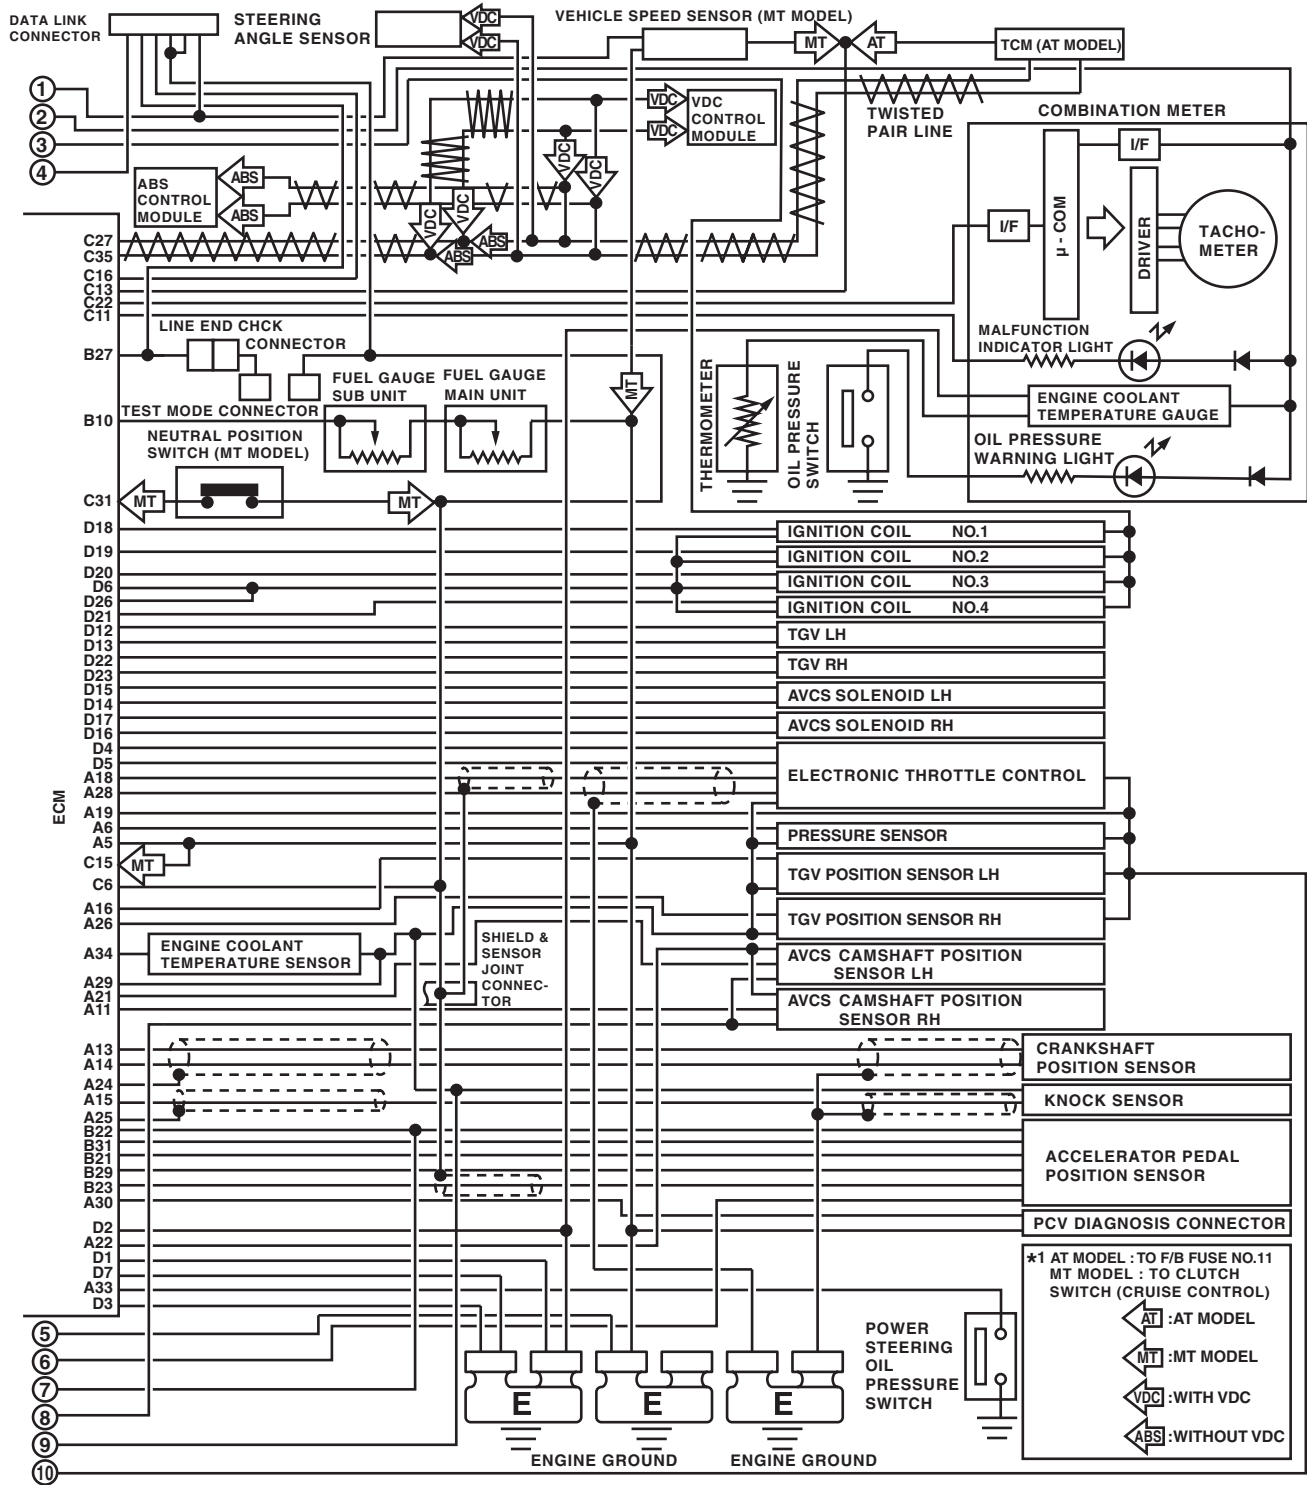 DATA LINK
CONNECTOR
STEERING
ANGLE SENSOR
VDC
VDC
VEHICLE SPEED SENSOR (MT MODEL)
MT
AT
TCM (AT MODEL)
1
2
3
4
ABS
CONTROL
MODULE
ABS
ABS
VDC
VDC
VDC
CONTROL
MODULE
VDC
VDC
VDC
VDC
ABS
ABS
TWISTED
PAIR LINE
COMBINATION METER
I/F
I/F
μ - COM
DRIVER
TACHO-
METER
MALFUNCTION
INDICATOR LIGHT
ENGINE COOLANT
TEMPERATURE GAUGE
OIL PRESSURE
WARNING LIGHT
THERMOMETER
OIL PRESSURE
SWITCH
C27
C35
C16
C13
C22
C11
LINE END CHCK
CONNECTOR
B27
FUEL GAUGE
SUB UNIT
FUEL GAUGE
MAIN UNIT
MT
TEST MODE CONNECTOR
B10
NEUTRAL POSITION
SWITCH (MT MODEL)
C31
MT
MT
D18
D19
D20
D6
D26
D21
D12
D13
D22
D23
D15
D14
D17
D16
D4
D5
A18
A28
A19
A6
A5
C15
MT
C6
A16
A26
A34
A29
A21
A11
A13
A14
A24
A15
A25
B22
B31
B21
B29
B23
A30
D2
A22
D1
D7
A33
D3
ECM
IGNITION COIL NO.1
IGNITION COIL NO.2
IGNITION COIL NO.3
IGNITION COIL NO.4
TGV LH
TGV RH
AVCS SOLENOID LH
AVCS SOLENOID RH
ELECTRONIC THROTTLE CONTROL
PRESSURE SENSOR
TGV POSITION SENSOR LH
TGV POSITION SENSOR RH
AVCS CAMSHAFT POSITION
SENSOR LH
AVCS CAMSHAFT POSITION
SENSOR RH
ENGINE COOLANT
TEMPERATURE SENSOR
SHIELD &
SENSOR
JOINT
CONNEC-
TOR
CRANKSHAFT
POSITION SENSOR
KNOCK SENSOR
ACCELERATOR PEDAL
POSITION SENSOR
PCV DIAGNOSIS CONNECTOR
*1 AT MODEL : TO F/B FUSE NO.11
MT MODEL : TO CLUTCH
SWITCH (CRUISE CONTROL)
AT :AT MODEL
MT :MT MODEL
VDC :WITH VDC
ABS :WITHOUT VDC
POWER
STEERING
OIL
PRESSURE
SWITCH
5
6
7
8
9
10
E
E
E
ENGINE GROUND
ENGINE GROUND